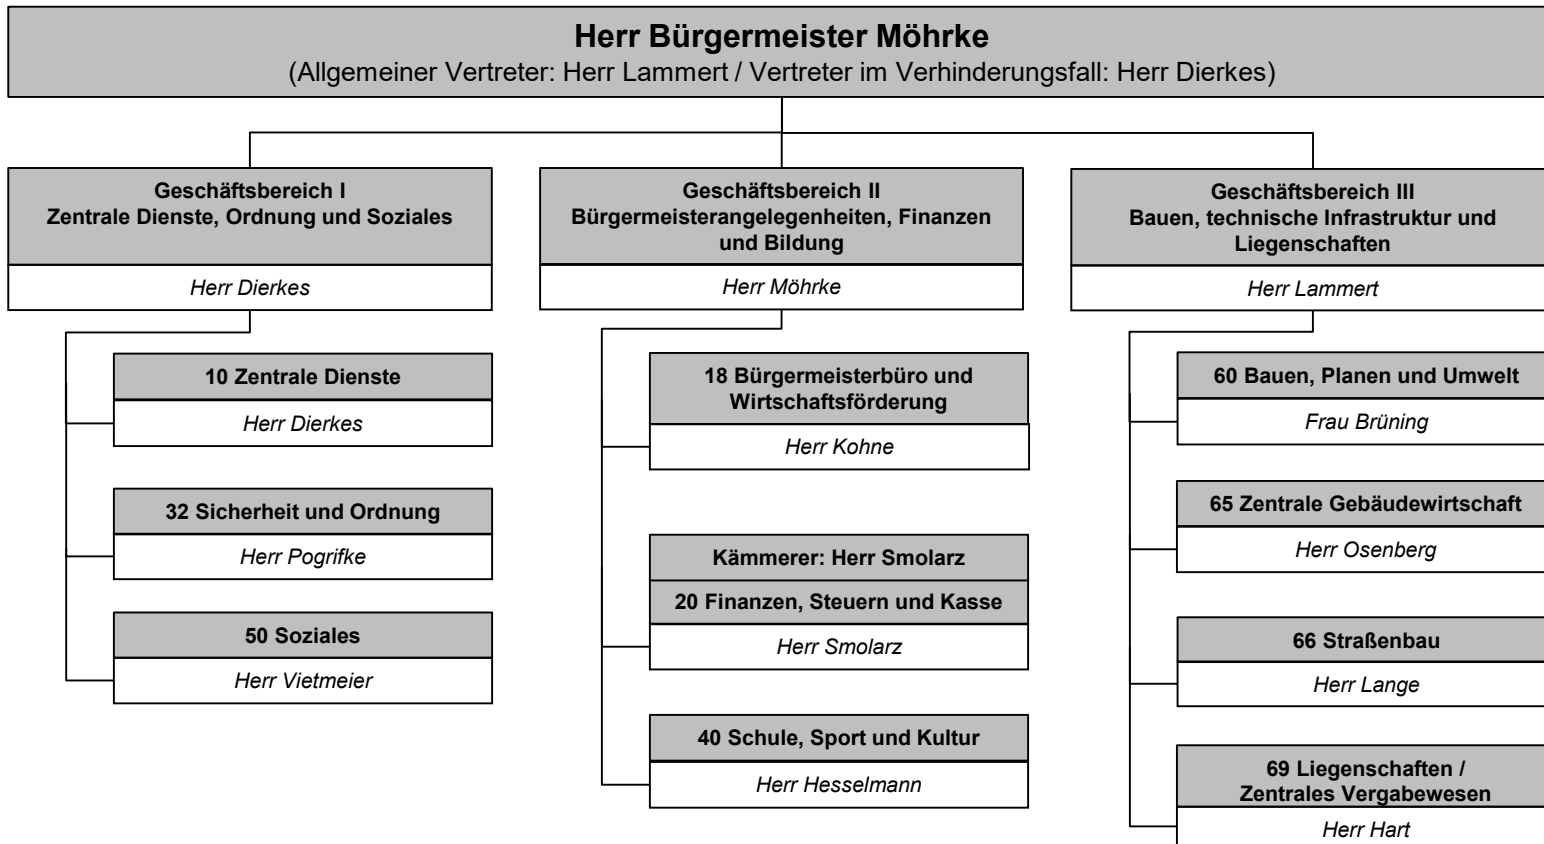 Herr Bürgermeister Möhrke
(Allgemeiner Vertreter: Herr Lammert / Vertreter im Verhinderungsfall: Herr Dierkes)
Geschäftsbereich I
Zentrale Dienste, Ordnung und Soziales
Herr Dierkes
10 Zentrale Dienste
Herr Dierkes
32 Sicherheit und Ordnung
Herr Pogrifke
50 Soziales
Herr Vietmeier
Geschäftsbereich II
Bürgermeisterangelegenheiten, Finanzen
und Bildung
Herr Möhrke
18 Bürgermeisterbüro und
Wirtschaftsförderung
Herr Kohne
Kämmerer: Herr Smolarz
20 Finanzen, Steuern und Kasse
Herr Smolarz
40 Schule, Sport und Kultur
Herr Hesselmann
Geschäftsbereich III
Bauen, technische Infrastruktur und
Liegenschaften
Herr Lammert
60 Bauen, Planen und Umwelt
Frau Brüning
65 Zentrale Gebäudewirtschaft
Herr Osenberg
66 Straßenbau
Herr Lange
69 Liegenschaften /
Zentrales Vergabewesen
Herr Hart